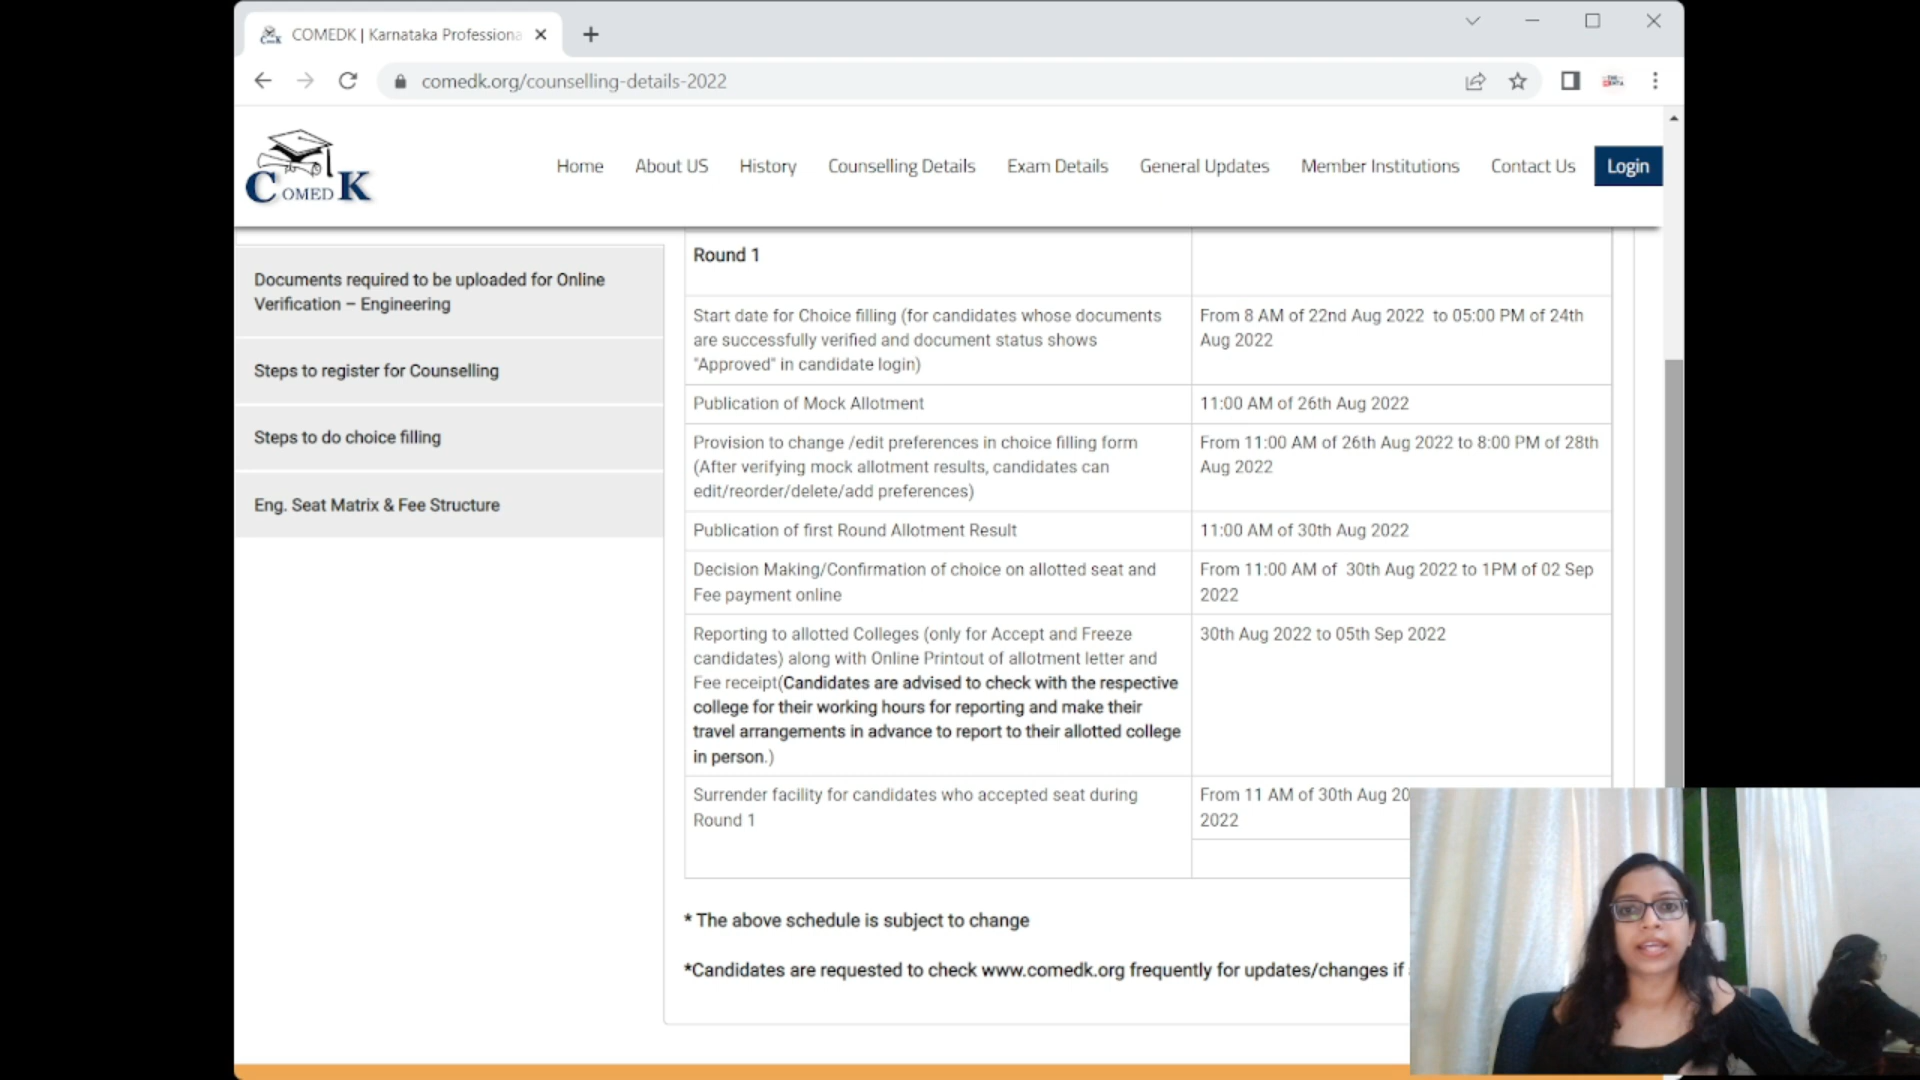 COMEDK | Karnataka Professiona
comedk.org/counselling-details-2022
COMEDK
Home About US History Counselling Details Exam Details General Updates Member Institutions Contact Us Login
Documents required to be uploaded for Online
Verification – Engineering
Steps to register for Counselling
Steps to do choice filling
Eng. Seat Matrix & Fee Structure
Round 1
Start date for Choice filling (for candidates whose documents
are successfully verified and document status shows
"Approved" in candidate login)
From 8 AM of 22nd Aug 2022 to 05:00 PM of 24th
Aug 2022
Publication of Mock Allotment
11:00 AM of 26th Aug 2022
Provision to change /edit preferences in choice filling form
(After verifying mock allotment results, candidates can
edit/reorder/delete/add preferences)
From 11:00 AM of 26th Aug 2022 to 8:00 PM of 28th
Aug 2022
Publication of first Round Allotment Result
11:00 AM of 30th Aug 2022
Decision Making/Confirmation of choice on allotted seat and
Fee payment online
From 11:00 AM of 30th Aug 2022 to 1PM of 02 Sep
2022
Reporting to allotted Colleges (only for Accept and Freeze
candidates) along with Online Printout of allotment letter and
Fee receipt(Candidates are advised to check with the respective
college for their working hours for reporting and make their
travel arrangements in advance to report to their allotted college
in person.)
30th Aug 2022 to 05th Sep 2022
Surrender facility for candidates who accepted seat during
Round 1
From 11 AM of 30th Aug 20
2022
* The above schedule is subject to change
*Candidates are requested to check www.comedk.org frequently for updates/changes if